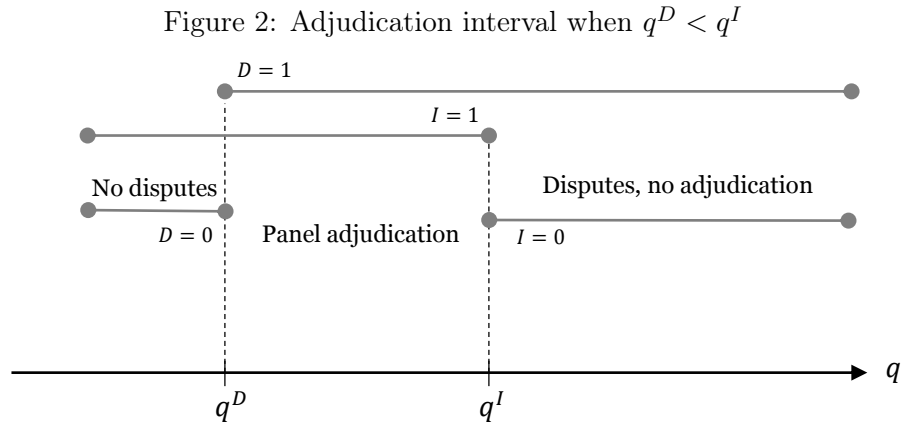 Figure 2: Adjudication interval when q^D < q^I
D = 1
I = 1
No disputes
Disputes, no adjudication
D = 0
Panel adjudication
I = 0
q
q^D
q^I